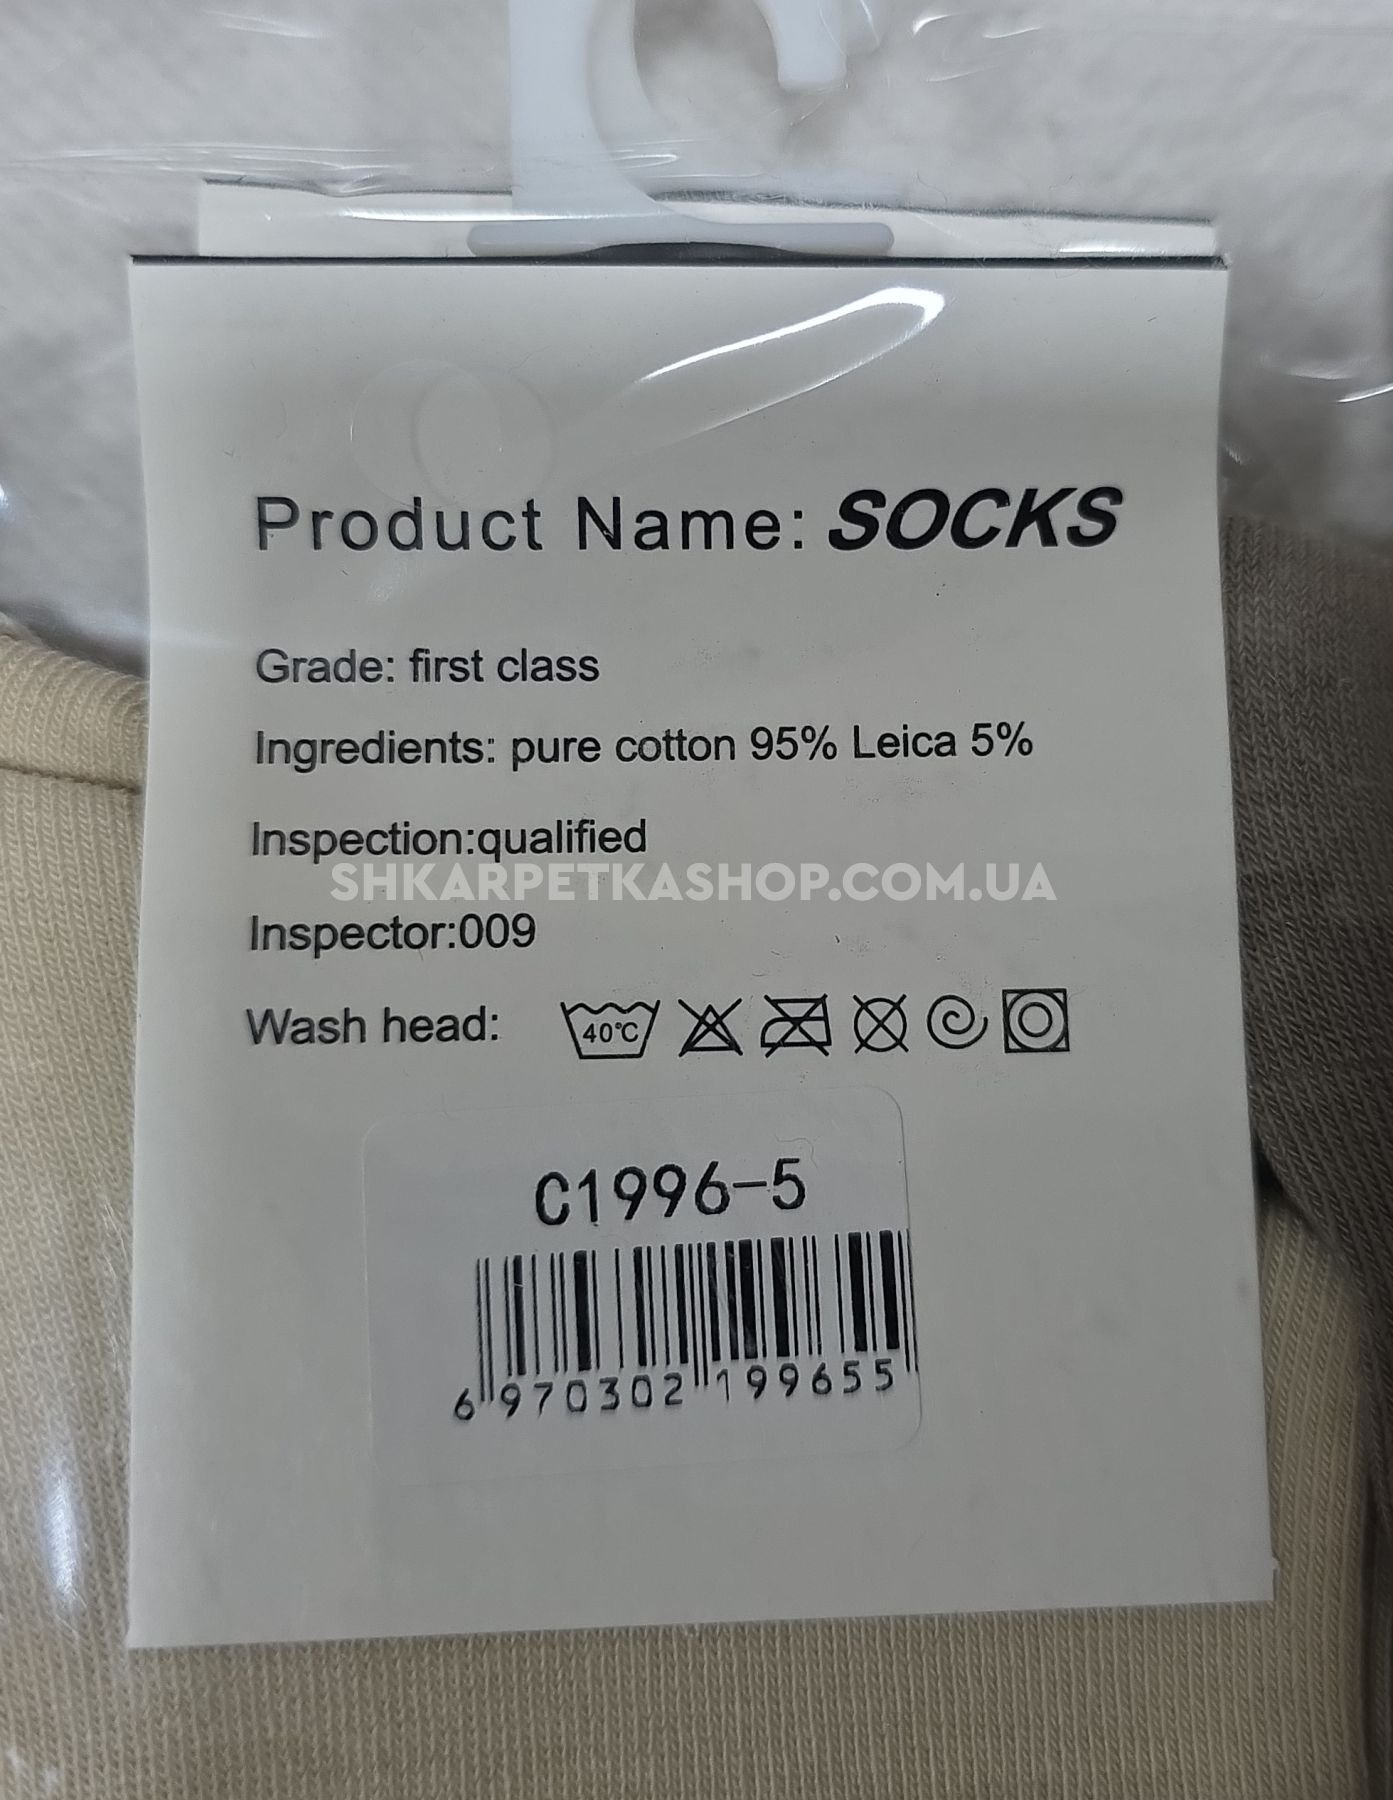 Product Name: SOCKS
Grade: first class
Ingredients: pure cotton 95% Leica 5%
Inspection:qualified
SHKARPETKASHOP.COM.UA
Inspector:009
Wash head: 40℃
C1996-5
6 970302 199655